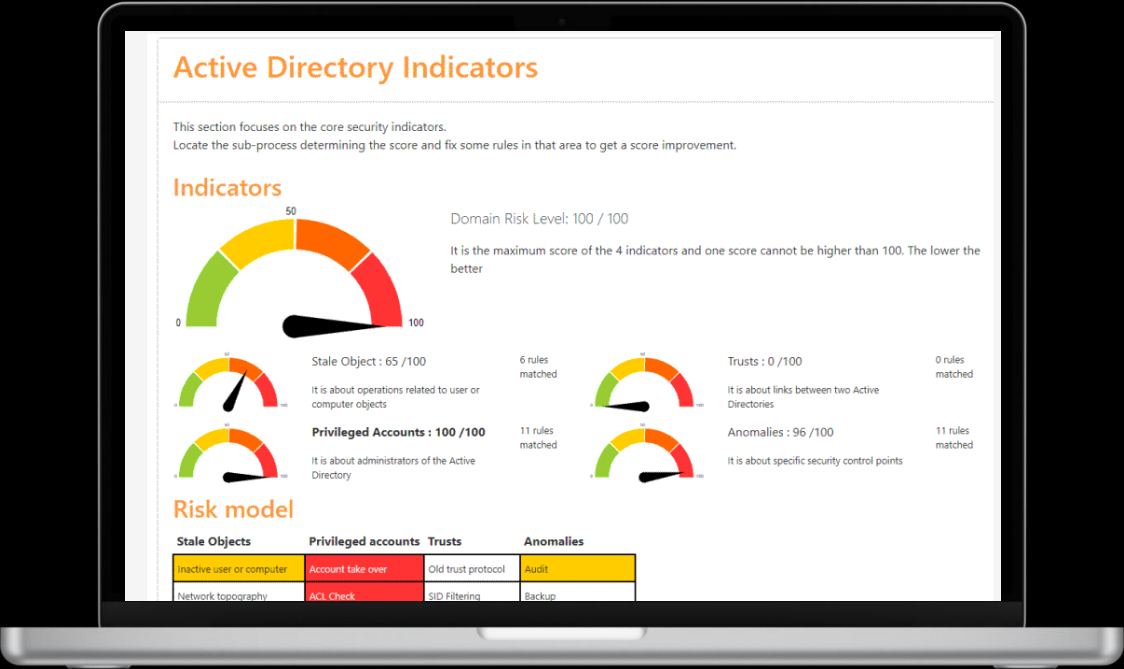 Active Directory Indicators
This section focuses on the core security indicators.
Locate the sub-process determining the score and fix some rules in that area to get a score improvement.
Indicators
50
0
100
Domain Risk Level: 100 / 100
It is the maximum score of the 4 indicators and one score cannot be higher than 100. The lower the
better
Stale Object : 65 /100
6 rules
matched
It is about operations related to user or
computer objects
Trusts : 0 /100
0 rules
matched
It is about links between two Active
Directories
Privileged Accounts : 100 /100
11 rules
matched
It is about administrators of the Active
Directory
Anomalies : 96 /100
11 rules
matched
It is about specific security control points
Risk model
Stale Objects Privileged accounts Trusts Anomalies
Inactive user or computer Account take over Old trust protocol Audit
Network topography ACL Check SID Filtering Backup